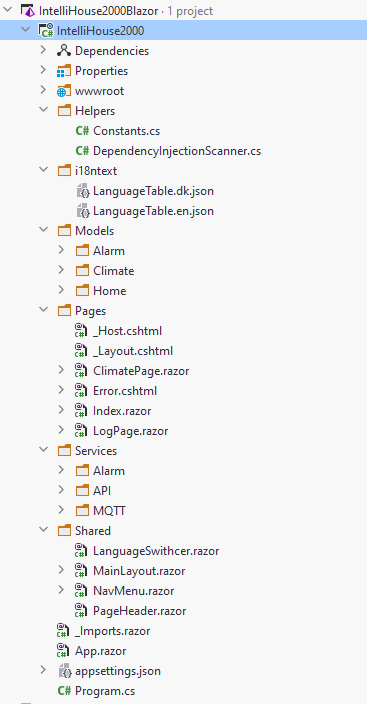 IntelliHouse2000Blazor · 1 project
IntelliHouse2000
Dependencies
Properties
wwwroot
Helpers
C# Constants.cs
C# DependencyInjectionScanner.cs
i18ntext
LanguageTable.dk.json
LanguageTable.en.json
Models
Alarm
Climate
Home
Pages
_Host.cshtml
_Layout.cshtml
ClimatePage.razor
Error.cshtml
Index.razor
LogPage.razor
Services
Alarm
API
MQTT
Shared
LanguageSwithcer.razor
MainLayout.razor
NavMenu.razor
PageHeader.razor
_Imports.razor
App.razor
appsettings.json
C# Program.cs